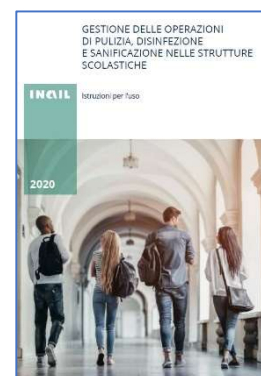 GESTIONE DELLE OPERAZIONI
DI PULIZIA, DISINFEZIONE
E SANIFICAZIONE NELLE STRUTTURE
SCOLASTICHE
INAIL
Istruzioni per l'uso
2020